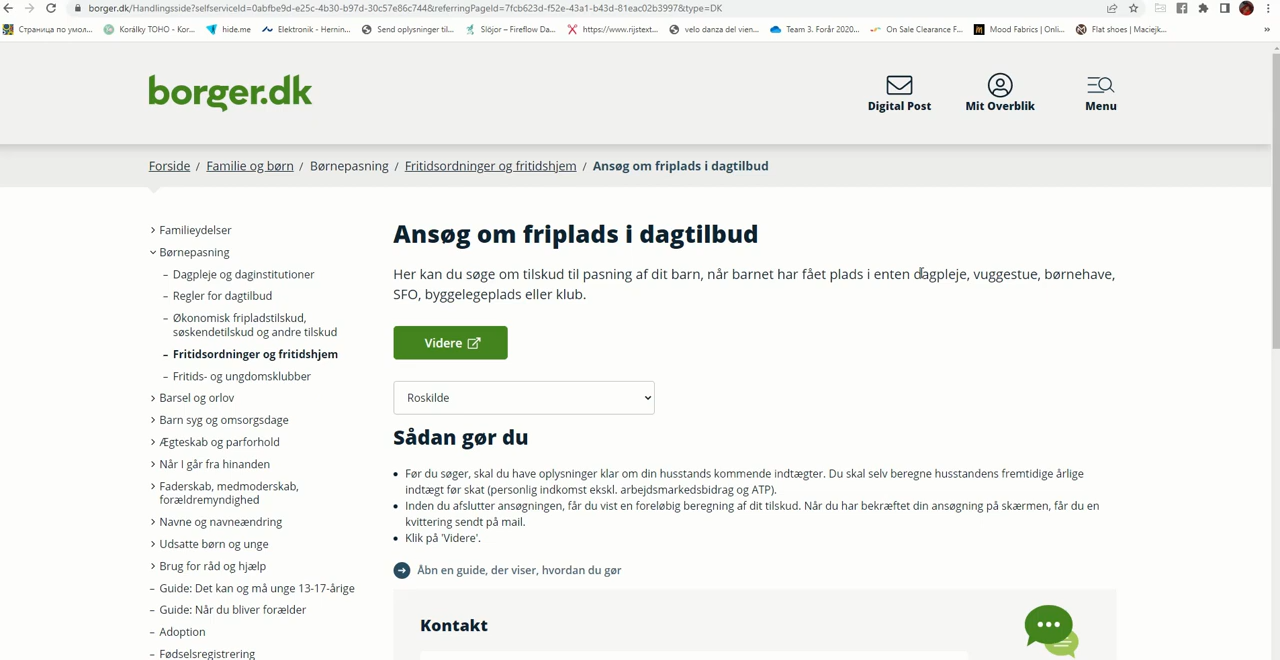 borger.dk/Handlingsside?selfserviceId=0abfbe9d-e25c-4b30-b97d-30c57e86c744&referringPageId=7fcb623d-f52e-43a1-b43d-81eac02b3997&type=DK
Страница по умол... Korálky TOHO - Kor... hide.me Elektronik - Hernin... Send oplysninger til... Slöjor – Fireflow Da... https://www.rijstext... velo danza del vien... Team 3. Forår 2020... On Sale Clearance F... Mood Fabrics | Onli... Flat shoes | Maciejk... »
borger.dk
Digital Post Mit Overblik Menu
Forside / Familie og børn / Børnepasning / Fritidsordninger og fritidshjem / Ansøg om friplads i dagtilbud
Familieydelser
Børnepasning
– Dagpleje og daginstitutioner
– Regler for dagtilbud
– Økonomisk fripladstilskud,
søskendetilskud og andre tilskud
– Fritidsordninger og fritidshjem
– Fritids- og ungdomsklubber
Barsel og orlov
Barn syg og omsorgsdage
Ægteskab og parforhold
Når I går fra hinanden
Faderskab, medmoderskab,
forældremyndighed
Navne og navneændring
Udsatte børn og unge
Brug for råd og hjælp
– Guide: Det kan og må unge 13-17-årige
– Guide: Når du bliver forælder
– Adoption
– Fødselsregistrering
Ansøg om friplads i dagtilbud
Her kan du søge om tilskud til pasning af dit barn, når barnet har fået plads i enten dagpleje, vuggestue, børnehave,
SFO, byggelegeplads eller klub.
Videre
Roskilde
Sådan gør du
• Før du søger, skal du have oplysninger klar om din husstands kommende indtægter. Du skal selv beregne husstandens fremtidige årlige
indtægt før skat (personlig indkomst ekskl. arbejdsmarkedsbidrag og ATP).
• Inden du afslutter ansøgningen, får du vist en foreløbig beregning af dit tilskud. Når du har bekræftet din ansøgning på skærmen, får du en
kvittering sendt på mail.
• Klik på 'Videre'.
Åbn en guide, der viser, hvordan du gør
Kontakt